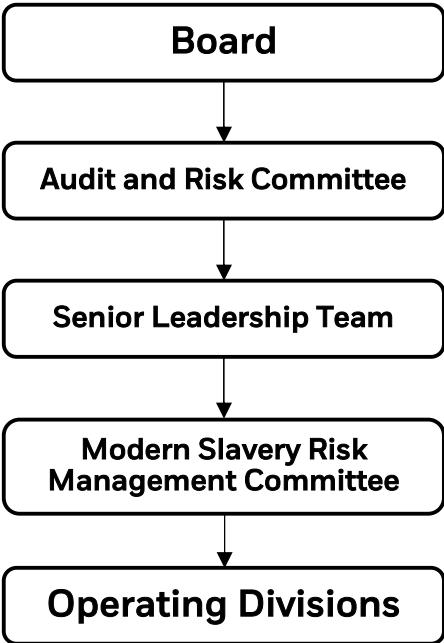 Board
Audit and Risk Committee
Senior Leadership Team
Modern Slavery Risk
Management Committee
Operating Divisions